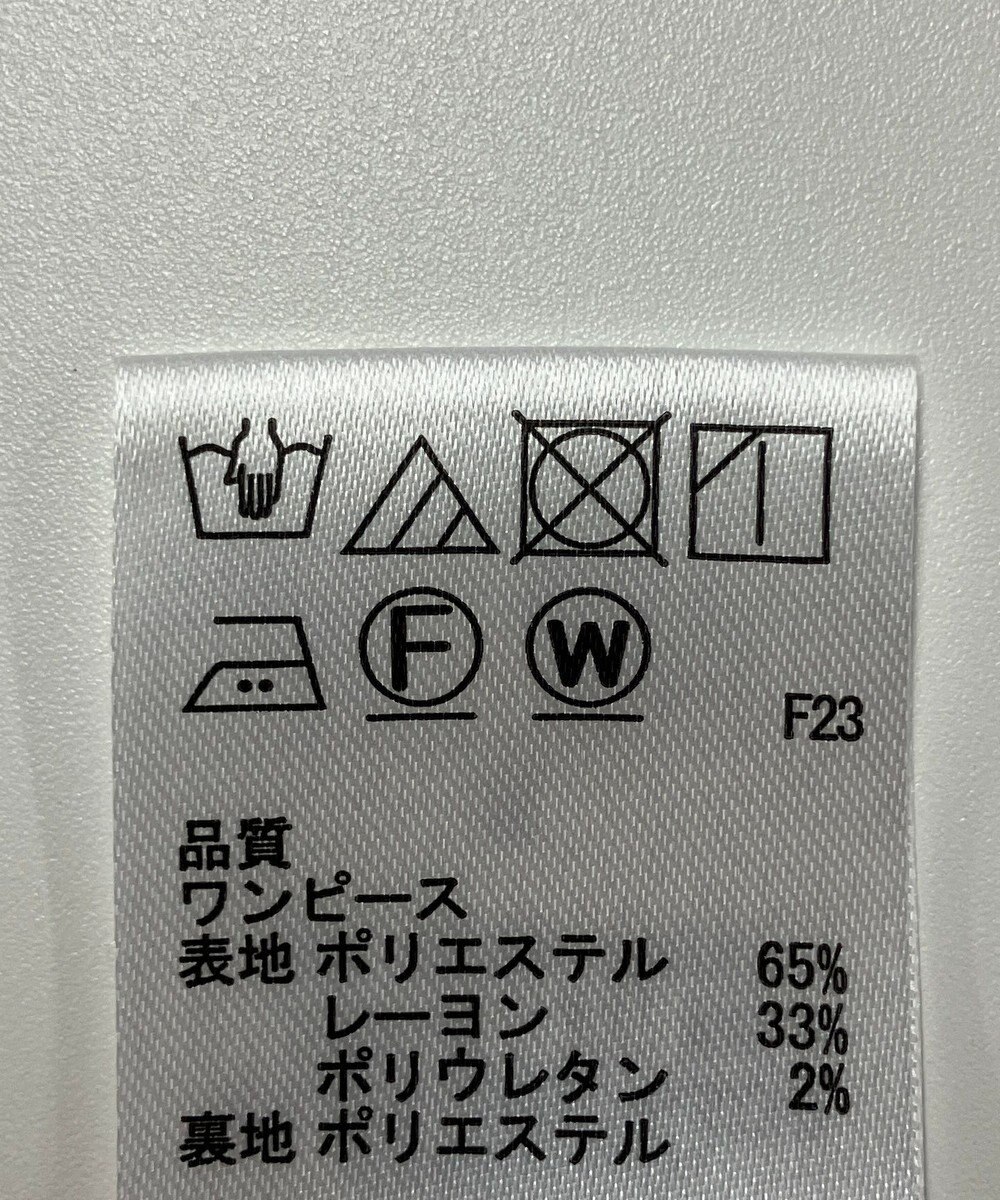 F W
F23
品質
ワンピース
表地 ポリエステル 65%
レーヨン 33%
ポリウレタン 2%
裏地 ポリエステル